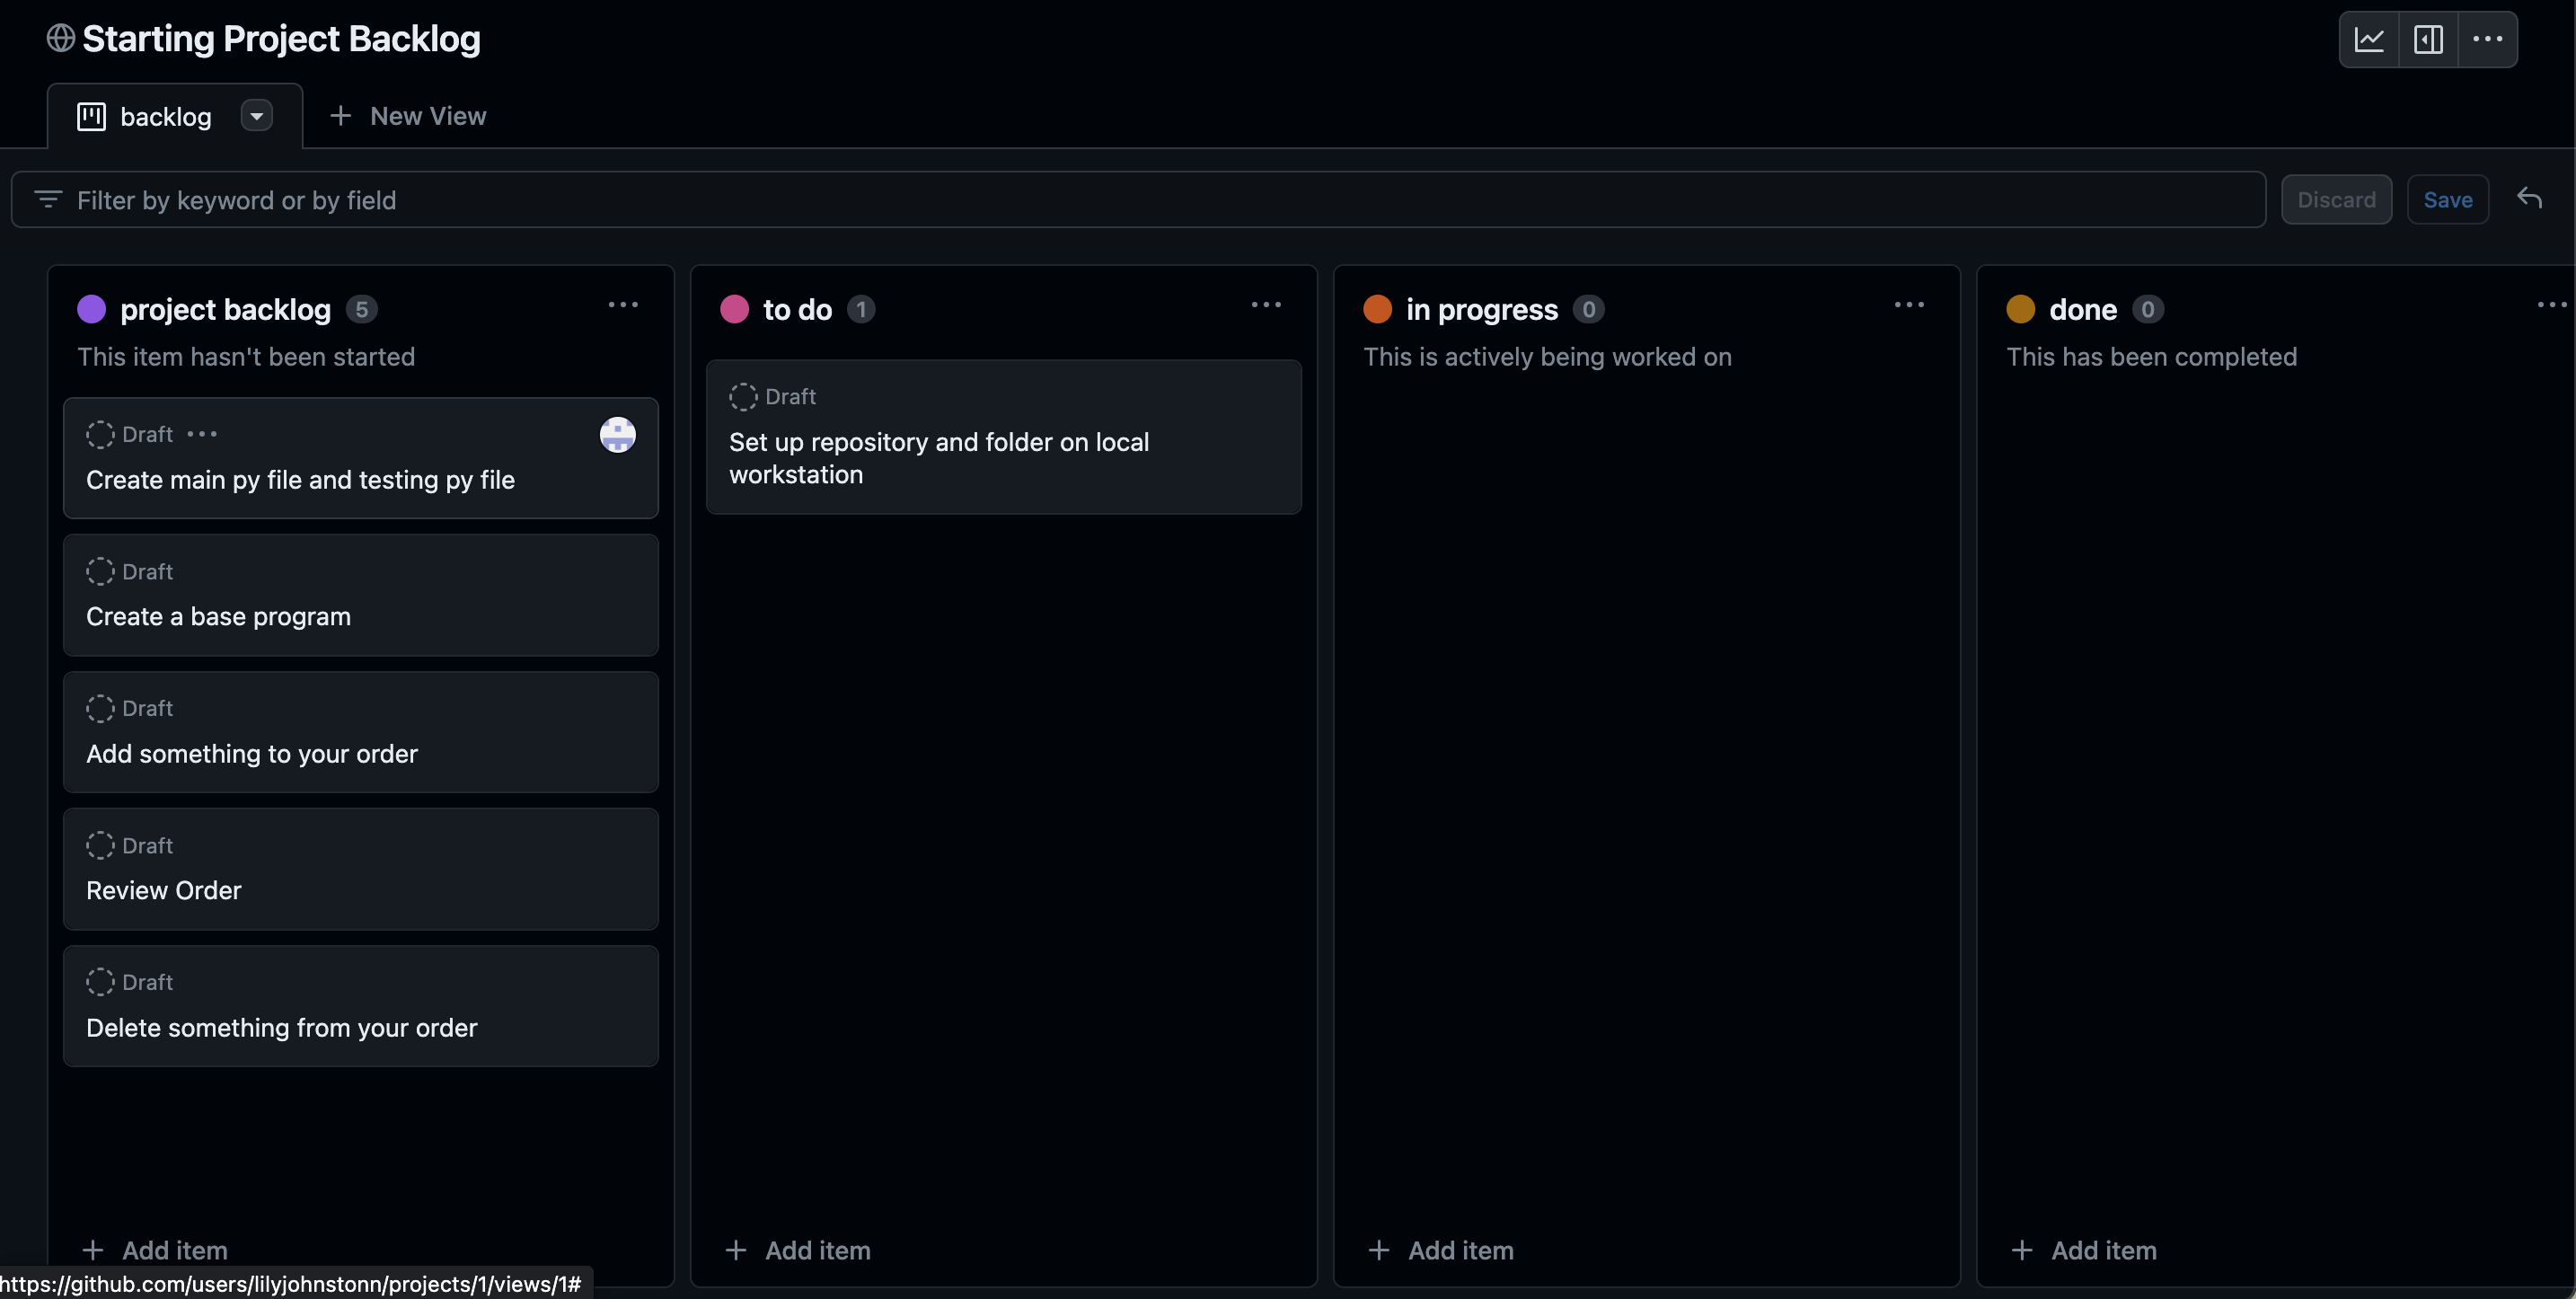 Starting Project Backlog
backlog
New View
Filter by keyword or by field
Discard
Save
project backlog 5
This item hasn't been started
Draft
Create main py file and testing py file
Draft
Create a base program
Draft
Add something to your order
Draft
Review Order
Draft
Delete something from your order
Add item
to do 1
Draft
Set up repository and folder on local
workstation
Add item
in progress 0
This is actively being worked on
Add item
done 0
This has been completed
Add item
https://github.com/users/lilyjohnstonn/projects/1/views/1#